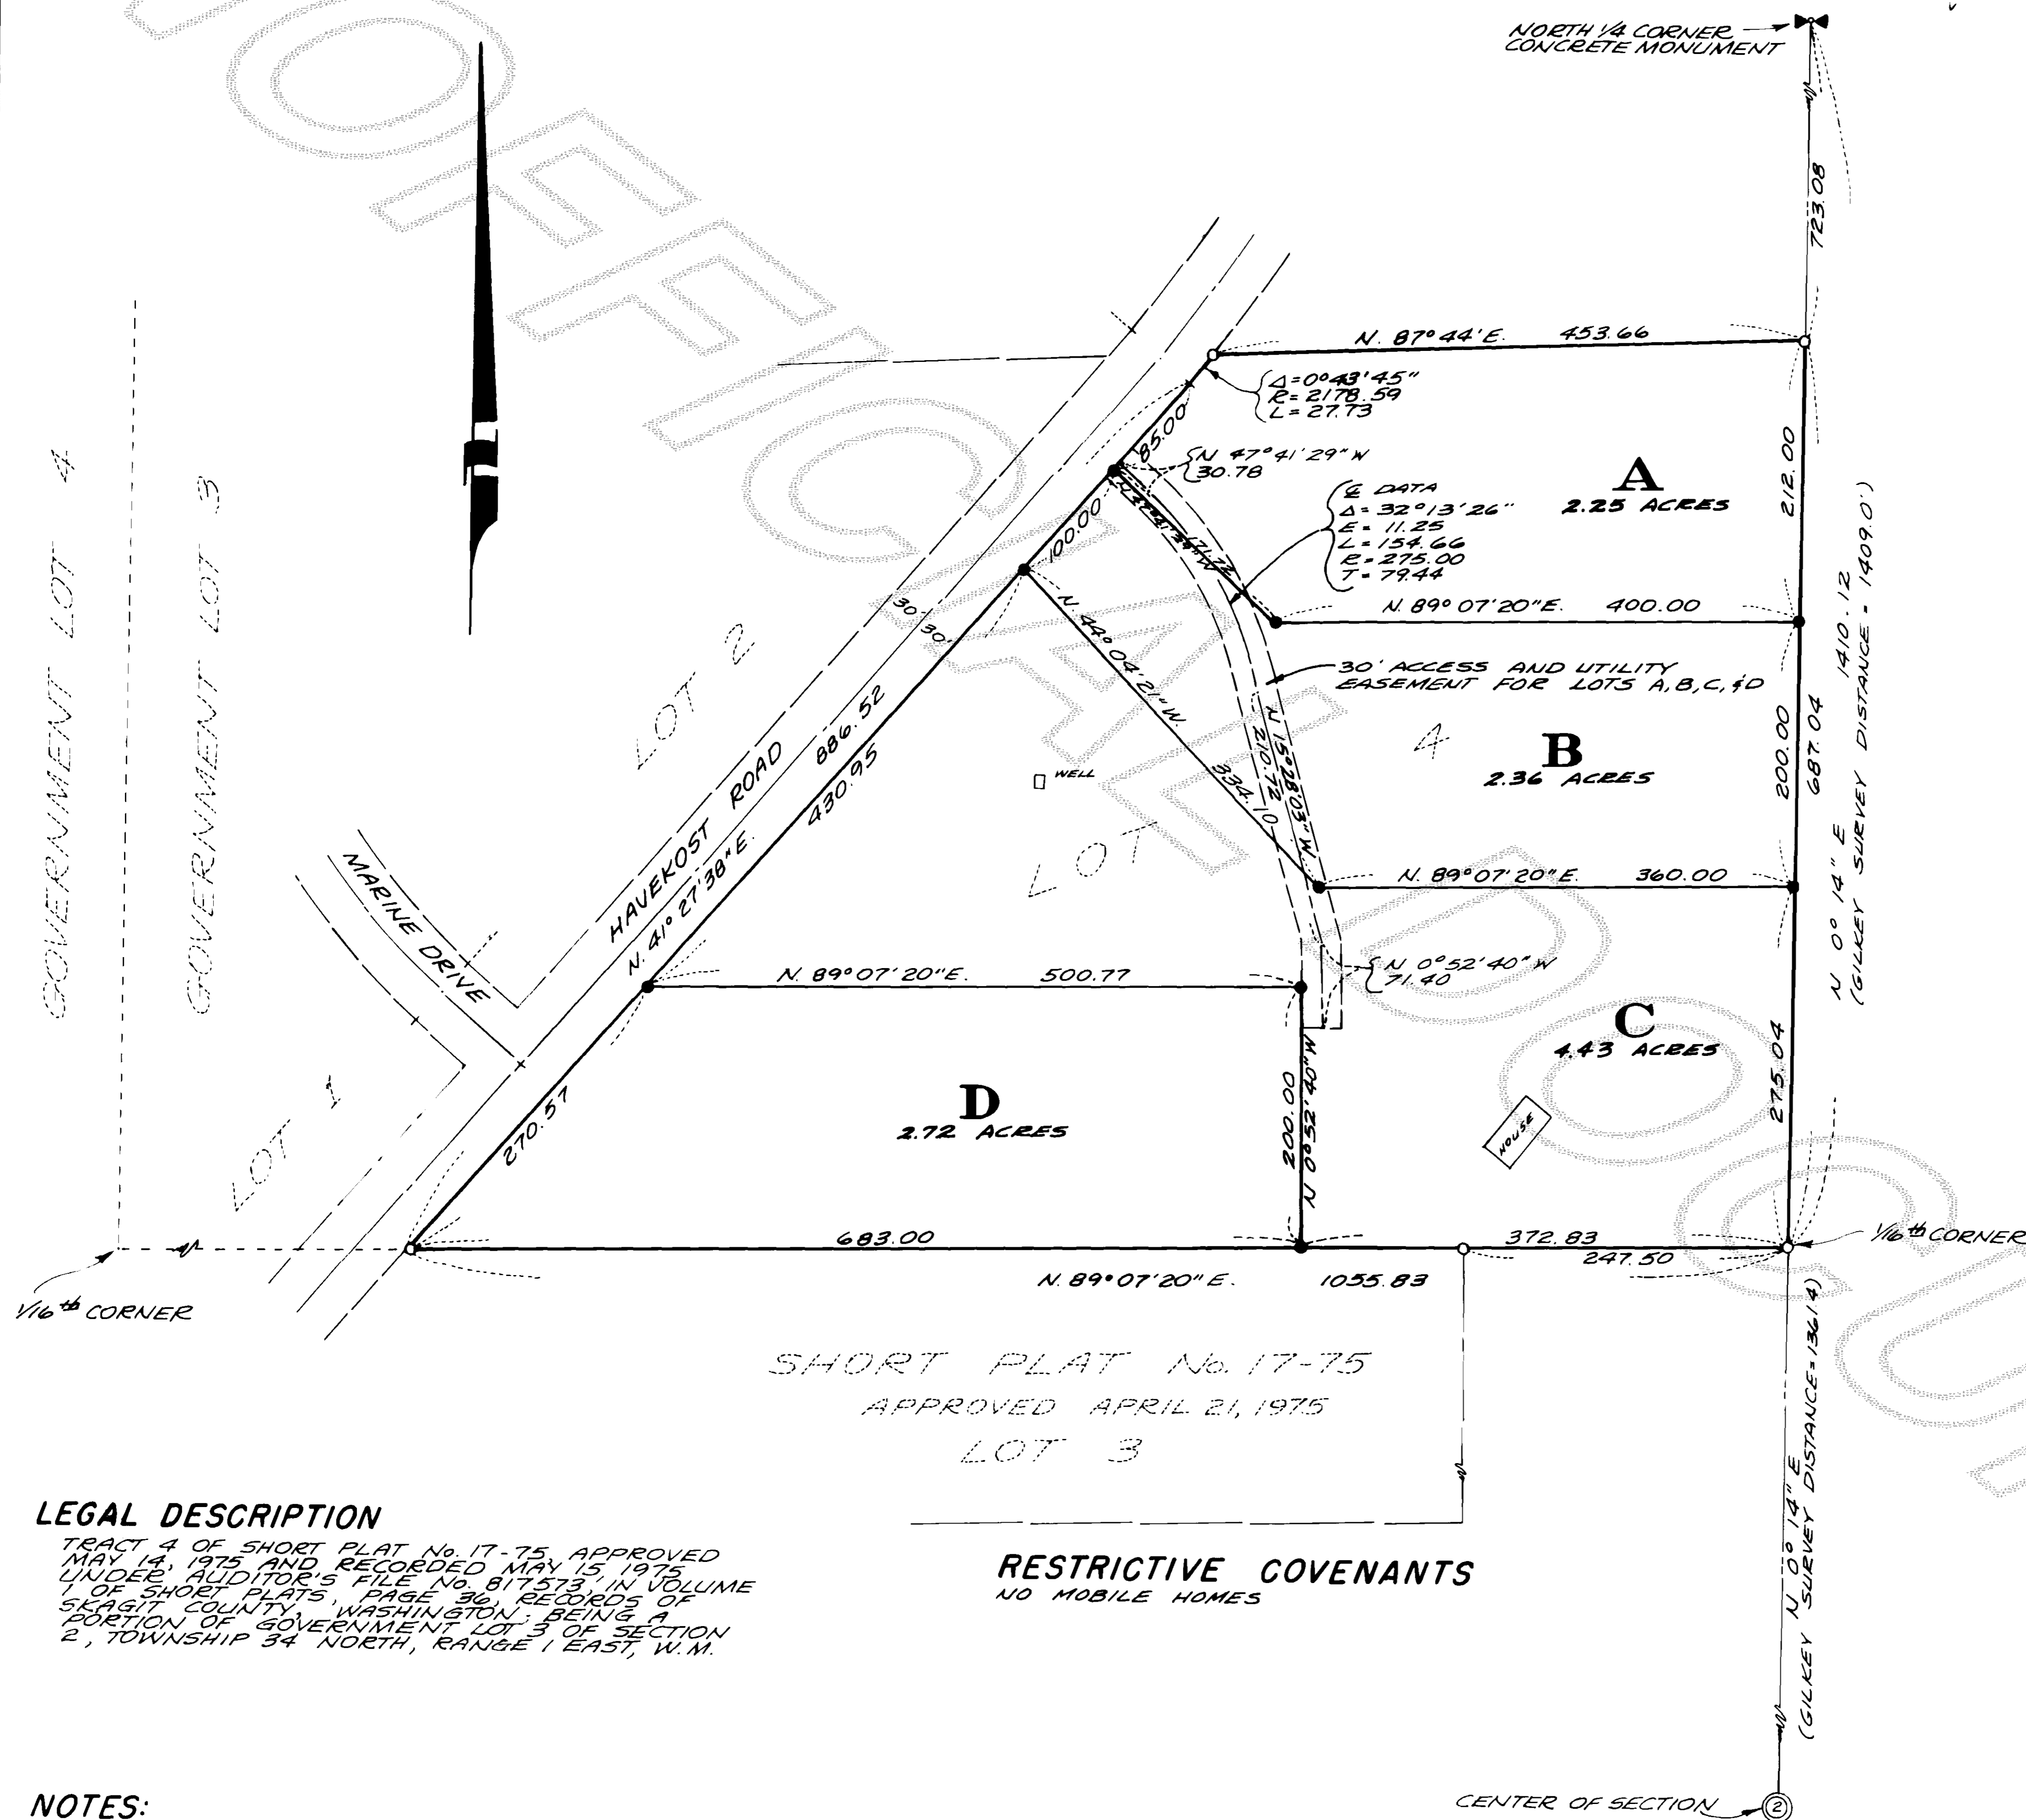 NORTH 1/4 CORNER
CONCRETE MONUMENT
723.08
N. 87° 44' E. 453.66
Δ=0°43'45"
R=2178.59
L=27.73
85.00
N 47°41'29"W
30.78
℄ DATA
Δ=32°13'26"
E=11.25
L=154.66
R=275.00
T=79.44
A
2.25 ACRES
212.00
171.72
100.00
N. 89° 07'20"E. 400.00
30' ACCESS AND UTILITY
EASEMENT FOR LOTS A,B,C,&D
N. 44° 04'21"W.
334.10
N 15°28'03" W
210.72
4
B
2.36 ACRES
200.00
687.04
N 0° 14" E 1410.12
(GILKEY SURVEY DISTANCE = 1409.0')
GOVERNMENT LOT 4
GOVERNMENT LOT 3
LOT 2
30'
30'
886.52
HAVEKOST ROAD
N. 41° 27'38"E. 430.95
MARINE DRIVE
WELL
LOT
N. 89°07'20"E. 360.00
N. 89°07'20"E. 500.77
N 0°52'40"W
71.40
C
4.43 ACRES
275.04
D
2.72 ACRES
200.00
N 0°52'40"W
HOUSE
LOT 1
270.57
683.00
372.83
247.50
1/16th CORNER
1/16th CORNER
N. 89°07'20"E. 1055.83
SHORT PLAT No. 17-75
APPROVED APRIL 21, 1975
LOT 3
N 0° 14" E
(GILKEY SURVEY DISTANCE=1361.4)
LEGAL DESCRIPTION
TRACT 4 OF SHORT PLAT No. 17-75, APPROVED
MAY 14, 1975 AND RECORDED MAY 15, 1975
UNDER AUDITOR'S FILE No. 817573, IN VOLUME
1 OF SHORT PLATS, PAGE 36, RECORDS OF
SKAGIT COUNTY, WASHINGTON; BEING A
PORTION OF GOVERNMENT LOT 3 OF SECTION
2, TOWNSHIP 34 NORTH, RANGE 1 EAST, W.M.
RESTRICTIVE COVENANTS
NO MOBILE HOMES
NOTES:
CENTER OF SECTION
2